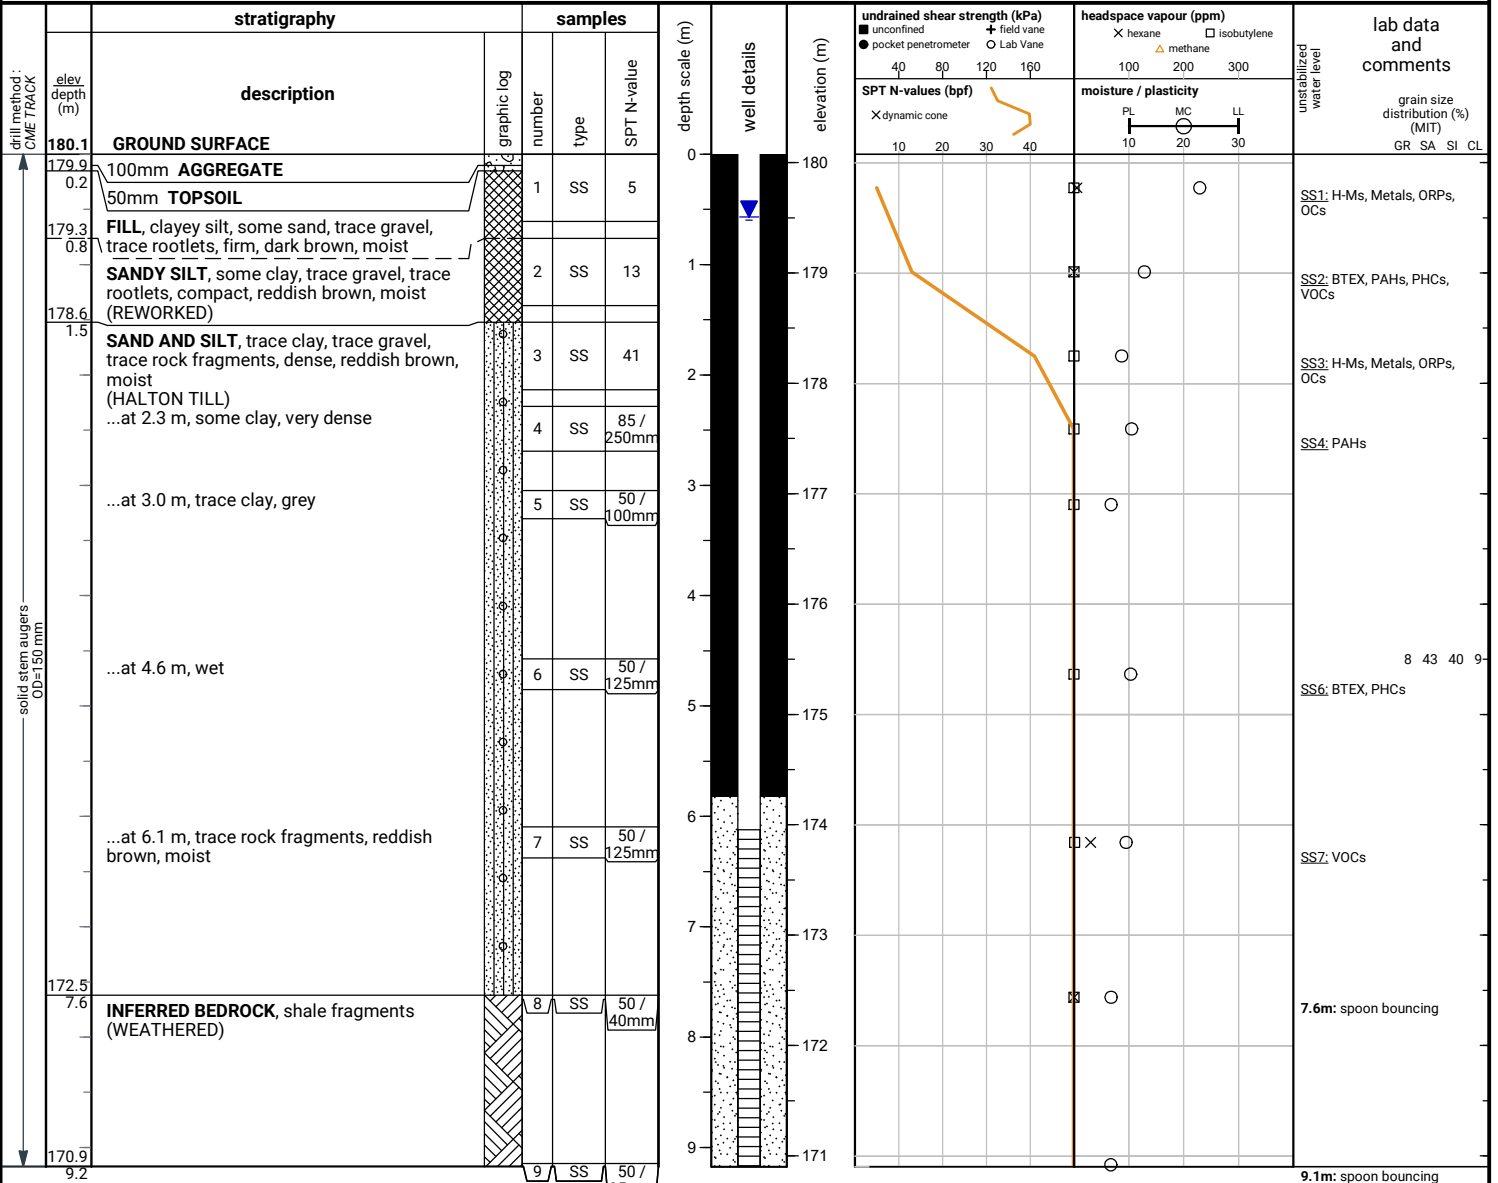 stratigraphy
samples
drill method :
CME TRACK
elev
depth
(m)
description
graphic log
number
type
SPT N-value
depth scale (m)
well details
elevation (m)
undrained shear strength (kPa)
unconfined
field vane
pocket penetrometer
Lab Vane
40 80 120 160
SPT N-values (bpf)
dynamic cone
10 20 30 40
headspace vapour (ppm)
hexane
isobutylene
methane
100 200 300
moisture / plasticity
PL MC LL
10 20 30
unstabilized
water level
lab data
and
comments
grain size
distribution (%)
(MIT)
GR SA SI CL
180.1 GROUND SURFACE
179.9
0.2
100mm AGGREGATE
50mm TOPSOIL
FILL, clayey silt, some sand, trace gravel,
trace rootlets, firm, dark brown, moist
179.3
0.8
SANDY SILT, some clay, trace gravel, trace
rootlets, compact, reddish brown, moist
(REWORKED)
178.6
1.5
SAND AND SILT, trace clay, trace gravel,
trace rock fragments, dense, reddish brown,
moist
(HALTON TILL)
...at 2.3 m, some clay, very dense
...at 3.0 m, trace clay, grey
...at 4.6 m, wet
...at 6.1 m, trace rock fragments, reddish
brown, moist
172.5
7.6
INFERRED BEDROCK, shale fragments
(WEATHERED)
170.9
9.2
solid stem augers
OD=150 mm
1 SS 5
2 SS 13
3 SS 41
4 SS 85 /
250mm
5 SS 50 /
100mm
6 SS 50 /
125mm
7 SS 50 /
125mm
8 SS 50 /
40mm
9 SS 50 /
0
1
2
3
4
5
6
7
8
9
180
179
178
177
176
175
174
173
172
171
SS1: H-Ms, Metals, ORPs,
OCs
SS2: BTEX, PAHs, PHCs,
VOCs
SS3: H-Ms, Metals, ORPs,
OCs
SS4: PAHs
8 43 40 9
SS6: BTEX, PHCs
SS7: VOCs
7.6m: spoon bouncing
9.1m: spoon bouncing